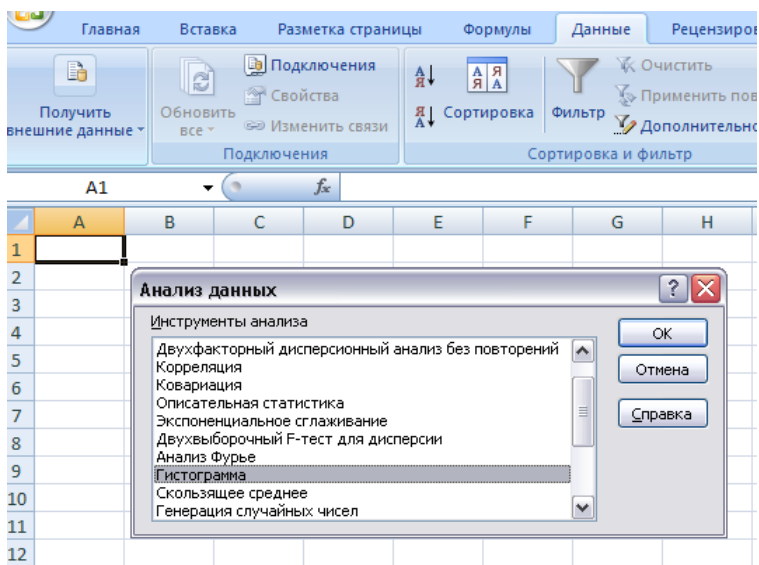 Главная Вставка Разметка страницы Формулы Данные Рецензиров
Получить
внешние данные
Обновить
все
Подключения
Свойства
Изменить связи
Подключения
А
Я
Я
А
А Я
Я А
Сортировка
Фильтр
Очистить
Применить пов
Дополнительно
Сортировка и фильтр
A1
fx
A B C D E F G H
1
2
3
4
5
6
7
8
9
10
11
12
Анализ данных
?
Инструменты анализа
Двухфакторный дисперсионный анализ без повторений
Корреляция
Ковариация
Описательная статистика
Экспоненциальное сглаживание
Двухвыборочный F-тест для дисперсии
Анализ Фурье
Гистограмма
Скользящее среднее
Генерация случайных чисел
ОК
Отмена
Справка